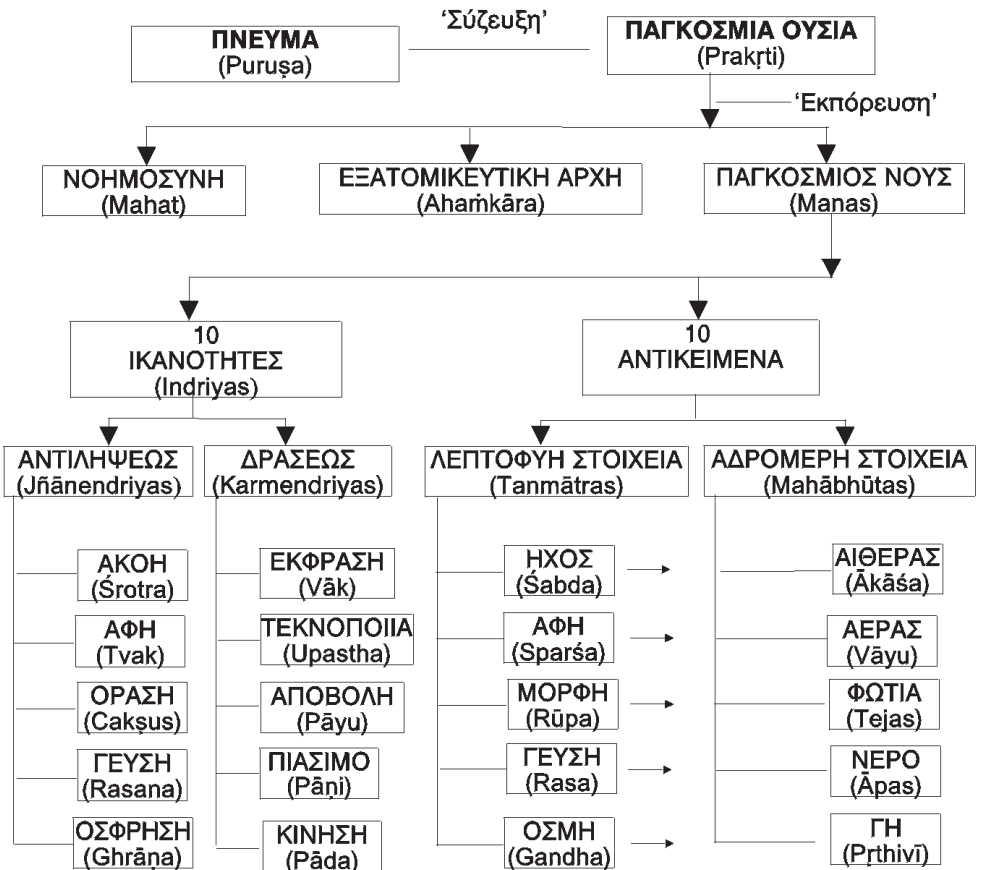 'Σύζευξη'
ΠΝΕΥΜΑ
(Puruṣa)
ΠΑΓΚΟΣΜΙΑ ΟΥΣΙΑ
(Prakṛti)
'Εκπόρευση'
ΝΟΗΜΟΣΥΝΗ
(Mahat)
ΕΞΑΤΟΜΙΚΕΥΤΙΚΗ ΑΡΧΗ
(Ahaṁkāra)
ΠΑΓΚΟΣΜΙΟΣ ΝΟΥΣ
(Manas)
10
ΙΚΑΝΟΤΗΤΕΣ
(Indriyas)
10
ΑΝΤΙΚΕΙΜΕΝΑ
ΑΝΤΙΛΗΨΕΩΣ
(Jñānendriyas)
ΔΡΑΣΕΩΣ
(Karmendriyas)
ΛΕΠΤΟΦΥΗ ΣΤΟΙΧΕΙΑ
(Tanmātras)
ΑΔΡΟΜΕΡΗ ΣΤΟΙΧΕΙΑ
(Mahābhūtas)
ΑΚΟΗ
(Śrotra)
ΑΦΗ
(Tvak)
ΟΡΑΣΗ
(Cakṣus)
ΓΕΥΣΗ
(Rasana)
ΟΣΦΡΗΣΗ
(Ghrāṇa)
ΕΚΦΡΑΣΗ
(Vāk)
ΤΕΚΝΟΠΟΙΙΑ
(Upastha)
ΑΠΟΒΟΛΗ
(Pāyu)
ΠΙΑΣΙΜΟ
(Pāṇi)
ΚΙΝΗΣΗ
(Pāda)
ΗΧΟΣ
(Śabda)
ΑΦΗ
(Sparśa)
ΜΟΡΦΗ
(Rūpa)
ΓΕΥΣΗ
(Rasa)
ΟΣΜΗ
(Gandha)
ΑΙΘΕΡΑΣ
(Ākāśa)
ΑΕΡΑΣ
(Vāyu)
ΦΩΤΙΑ
(Tejas)
ΝΕΡΟ
(Āpas)
ΓΗ
(Pṛthivī)